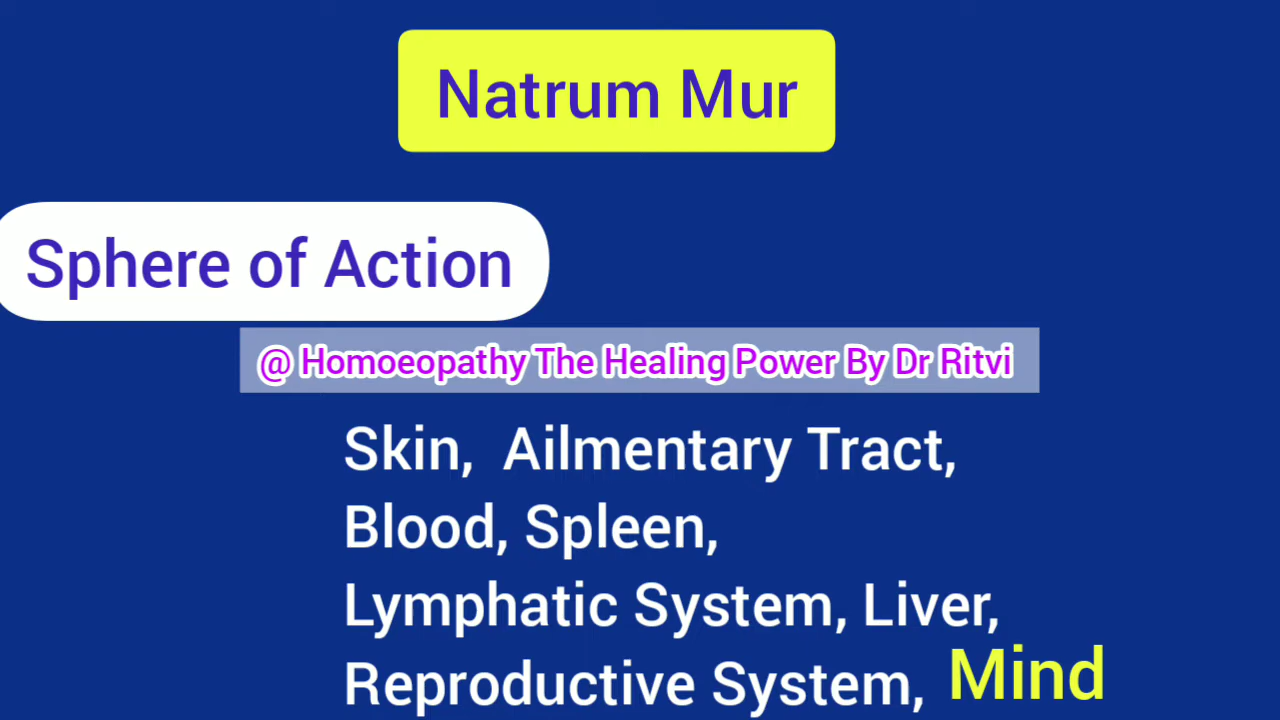 Natrum Mur
Sphere of Action
@ Homoeopathy The Healing Power By Dr Ritvi
Skin, Ailmentary Tract,
Blood, Spleen,
Lymphatic System, Liver,
Reproductive System, Mind